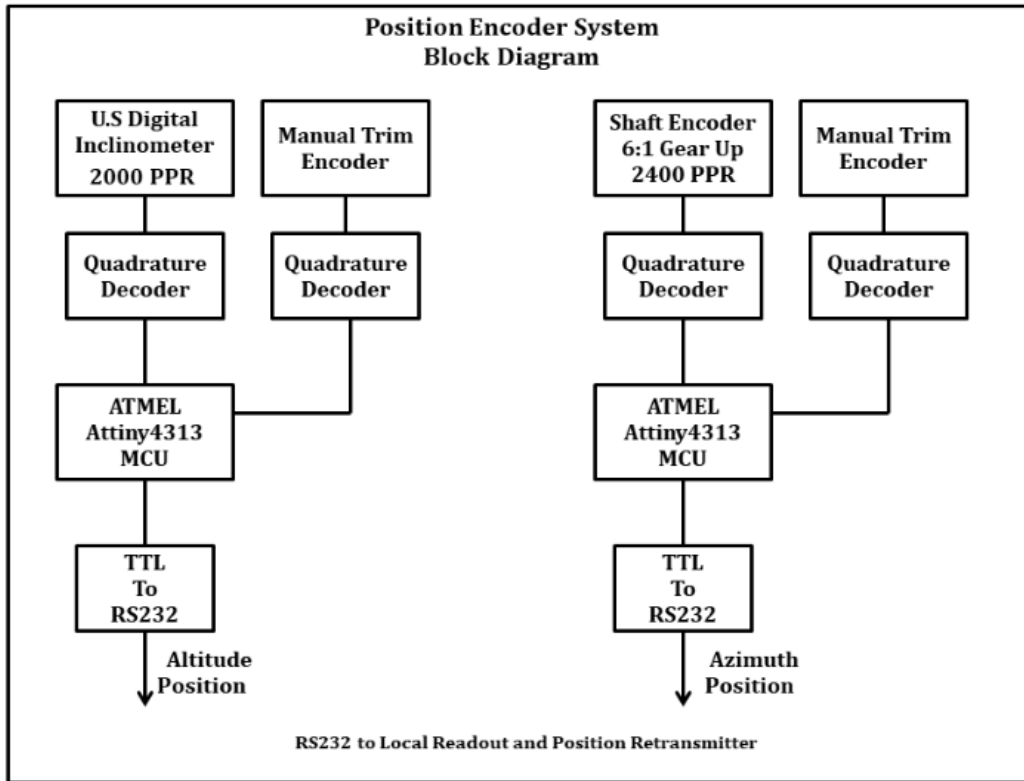 Position Encoder System
Block Diagram
U.S Digital
Inclinometer
2000 PPR
Manual Trim
Encoder
Shaft Encoder
6:1 Gear Up
2400 PPR
Manual Trim
Encoder
Quadrature
Decoder
Quadrature
Decoder
Quadrature
Decoder
Quadrature
Decoder
ATMEL
Attiny4313
MCU
ATMEL
Attiny4313
MCU
TTL
To
RS232
TTL
To
RS232
Altitude
Position
Azimuth
Position
RS232 to Local Readout and Position Retransmitter